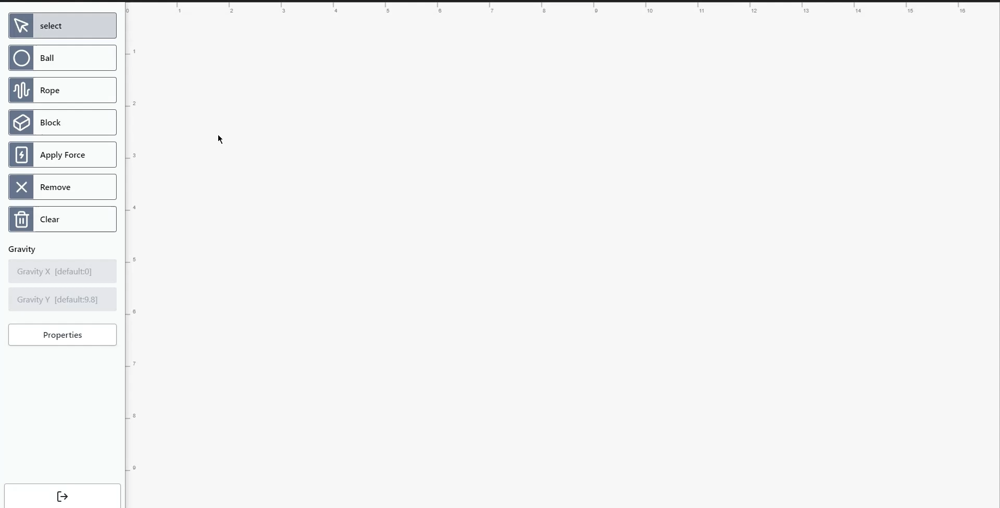 0 1 2 3 4 5 6 7 8 9 10 11 12 13 14 15 16
select
Ball
Rope
Block
Apply Force
Remove
Clear
Gravity
Gravity X [default:0]
Gravity Y [default:9.8]
Properties
1
2
3
4
5
6
7
8
9